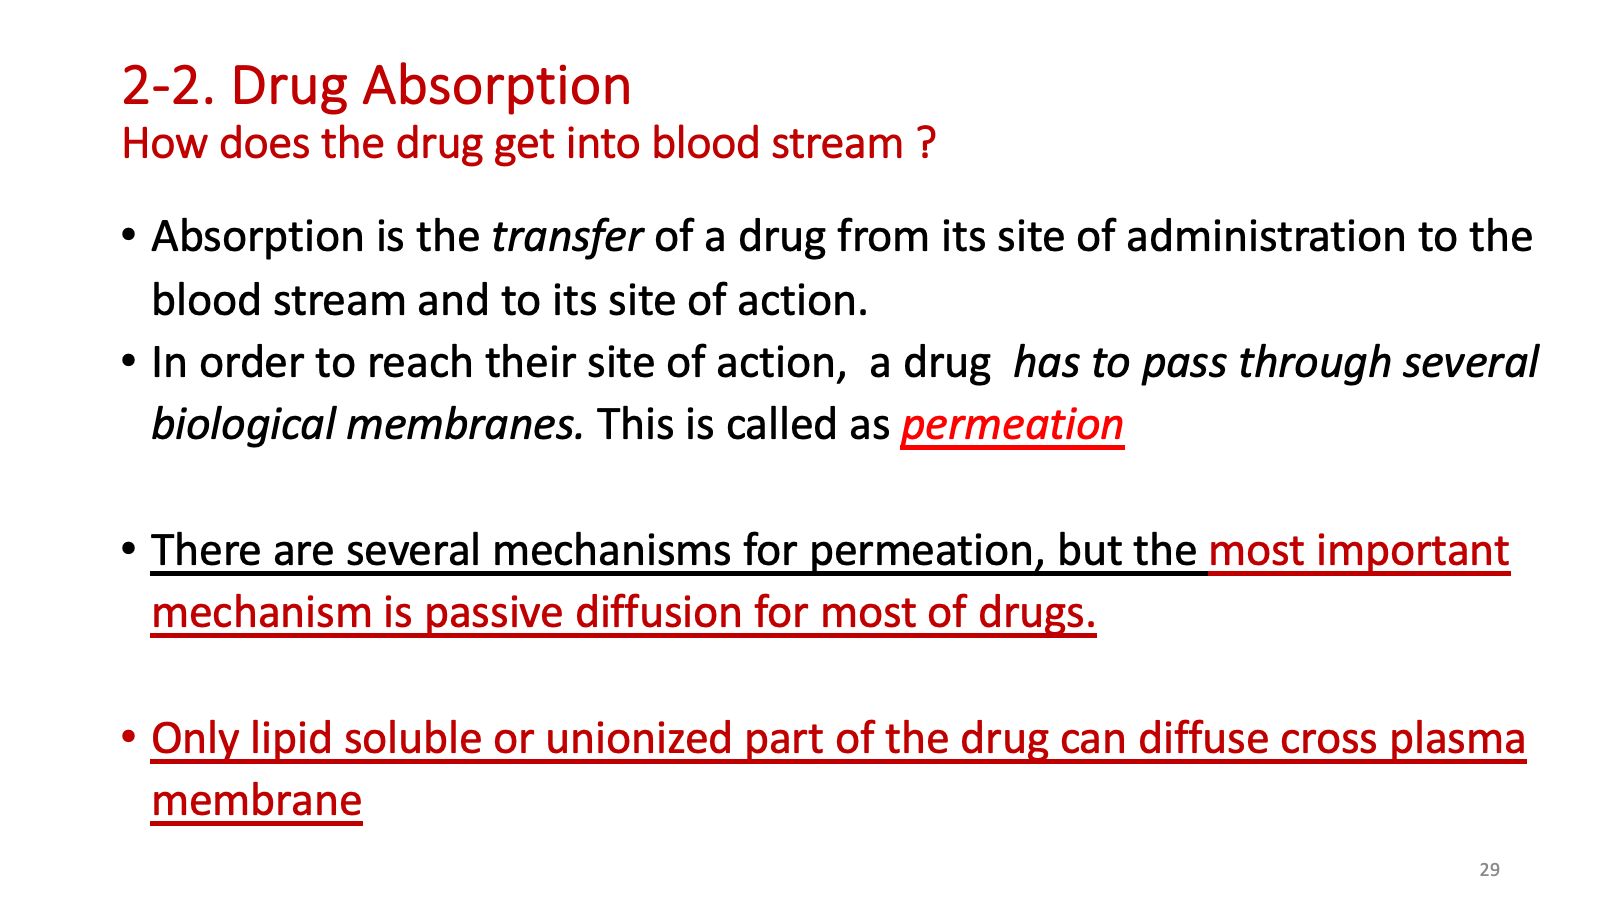 2-2. Drug Absorption
How does the drug get into blood stream ?
• Absorption is the transfer of a drug from its site of administration to the
blood stream and to its site of action.
• In order to reach their site of action,  a drug  has to pass through several
biological membranes. This is called as permeation
• There are several mechanisms for permeation, but the most important
mechanism is passive diffusion for most of drugs.
• Only lipid soluble or unionized part of the drug can diffuse cross plasma
membrane
29